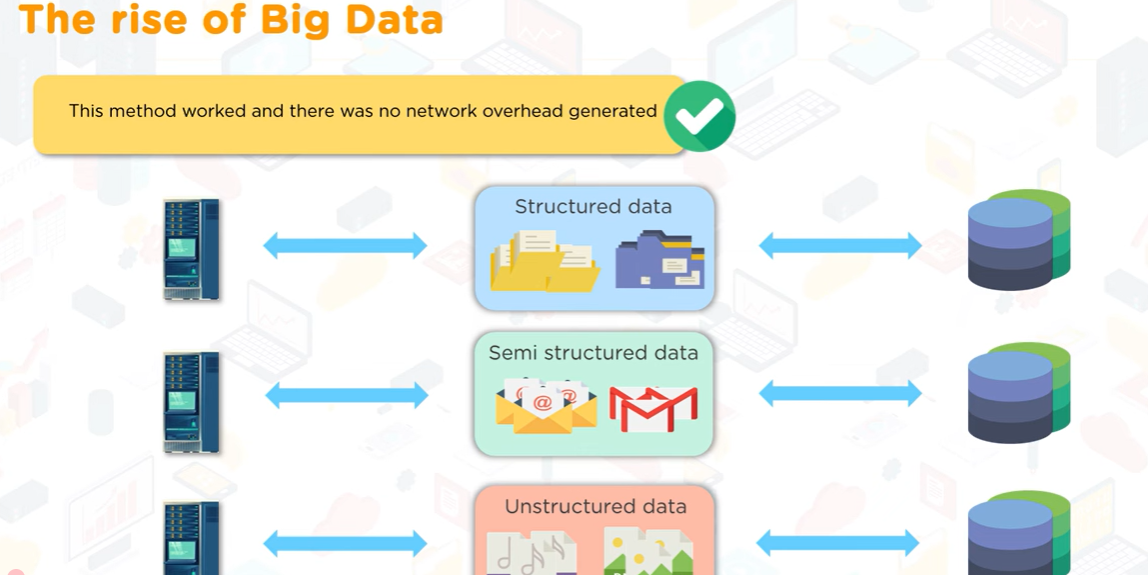 The rise of Big Data
This method worked and there was no network overhead generated
Structured data
Semi structured data
@ @ @
Unstructured data